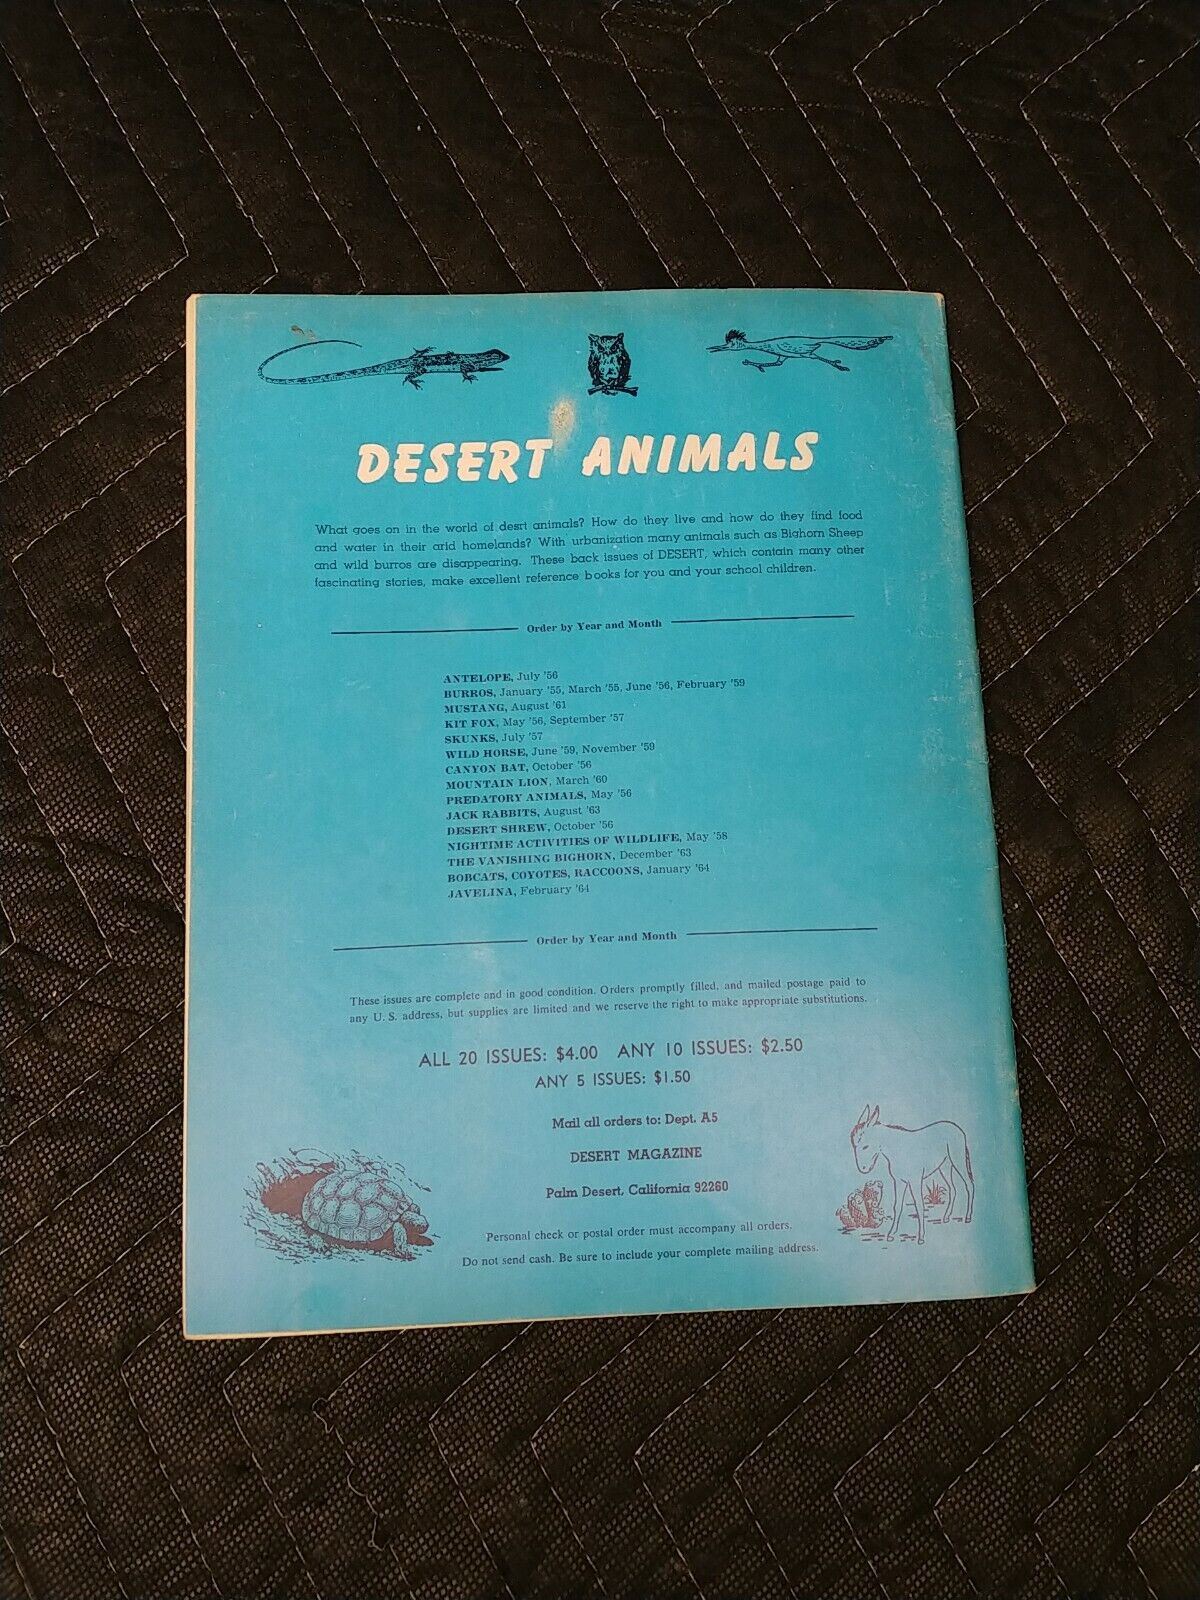 DESERT ANIMALS
What goes on in the world of desrt animals? How do they live and how do they find food
and water in their arid homelands? With urbanization many animals such as Bighorn Sheep
and wild burros are disappearing. These back issues of DESERT, which contain many other
fascinating stories, make excellent reference books for you and your school children.
Order by Year and Month
ANTELOPE, July '56
BURROS, January '55, March '55, June '56, February '59
MUSTANG, August '61
KIT FOX, May '56, September '57
SKUNKS, July '57
WILD HORSE, June '59, November '59
CANYON BAT, October '56
MOUNTAIN LION, March '60
PREDATORY ANIMALS, May '56
JACK RABBITS, August '63
DESERT SHREW, October '56
NIGHTIME ACTIVITIES OF WILDLIFE, May '58
THE VANISHING BIGHORN, December '63
BOBCATS, COYOTES, RACCOONS, January '64
JAVELINA, February '64
Order by Year and Month
These issues are complete and in good condition. Orders promptly filled, and mailed postage paid to
any U. S. address, but supplies are limited and we reserve the right to make appropriate substitutions.
ALL 20 ISSUES: $4.00 ANY 10 ISSUES: $2.50
ANY 5 ISSUES: $1.50
Mail all orders to: Dept. A5
DESERT MAGAZINE
Palm Desert, California 92260
Personal check or postal order must accompany all orders.
Do not send cash. Be sure to include your complete mailing address.